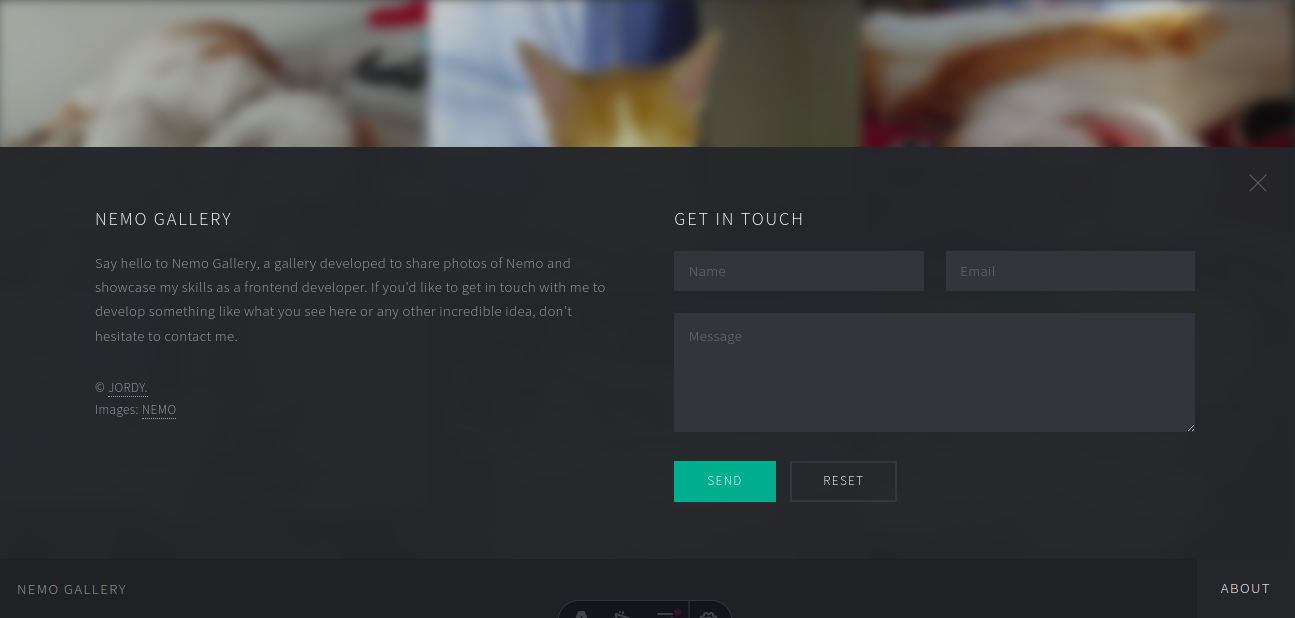 NEMO GALLERY
Say hello to Nemo Gallery, a gallery developed to share photos of Nemo and
showcase my skills as a frontend developer. If you'd like to get in touch with me to
develop something like what you see here or any other incredible idea, don't
hesitate to contact me.
© JORDY.
Images: NEMO
GET IN TOUCH
Name
Email
Message
SEND
RESET
NEMO GALLERY
ABOUT